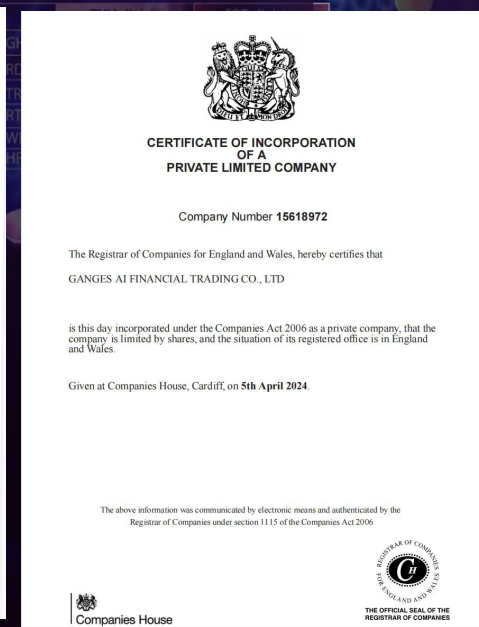 CERTIFICATE OF INCORPORATION
OF A
PRIVATE LIMITED COMPANY
Company Number 15618972
The Registrar of Companies for England and Wales, hereby certifies that
GANGES AI FINANCIAL TRADING CO., LTD
is this day incorporated under the Companies Act 2006 as a private company, that the
company is limited by shares, and the situation of its registered office is in England
and Wales.
Given at Companies House, Cardiff, on 5th April 2024.
The above information was communicated by electronic means and authenticated by the
Registrar of Companies under section 1115 of the Companies Act 2006
REGISTRAR OF COMPANIES
FOR ENGLAND AND WALES
CH
Companies House
THE OFFICIAL SEAL OF THE
REGISTRAR OF COMPANIES